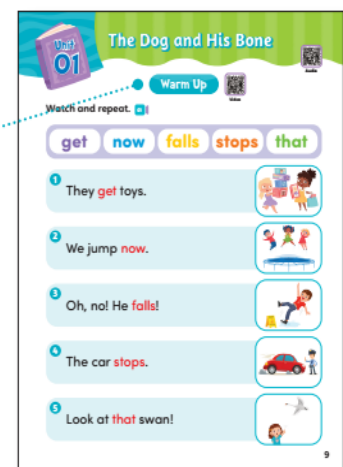 Unit
01
The Dog and His Bone
Audio
Warm Up
Video
Watch and repeat.
get now falls stops that
1
They get toys.
2
We jump now.
3
Oh, no! He falls!
4
The car stops.
5
Look at that swan!
9